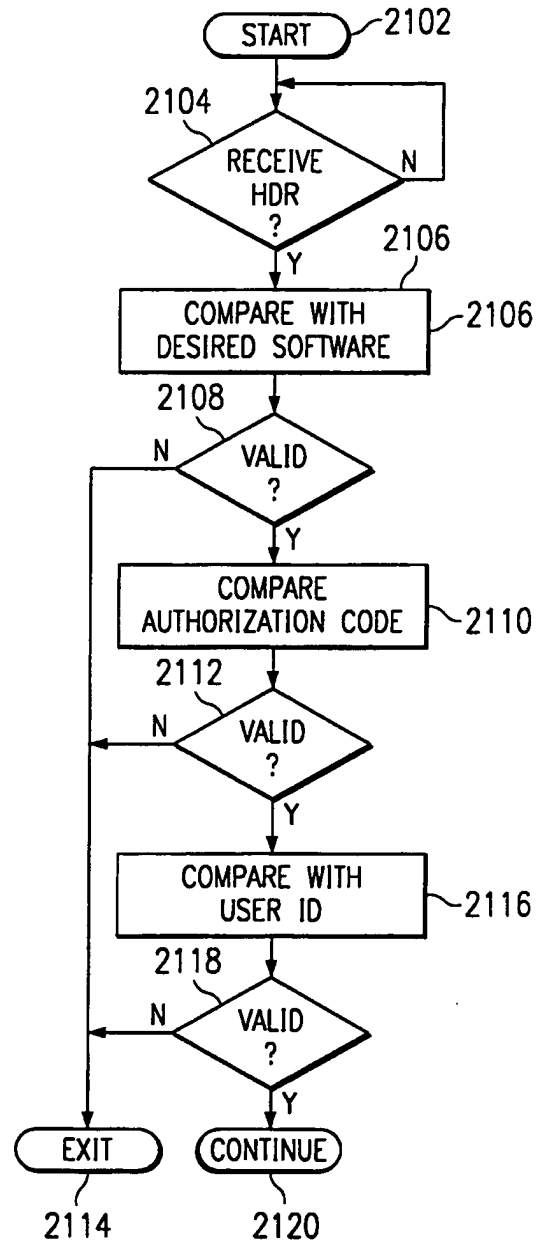 START
2102
2104
RECEIVE
HDR
?
N
Y
2106
COMPARE WITH
DESIRED SOFTWARE
2106
2108
N
VALID
?
Y
COMPARE
AUTHORIZATION CODE
2110
2112
N
VALID
?
Y
COMPARE WITH
USER ID
2116
2118
N
VALID
?
Y
EXIT
CONTINUE
2114
2120